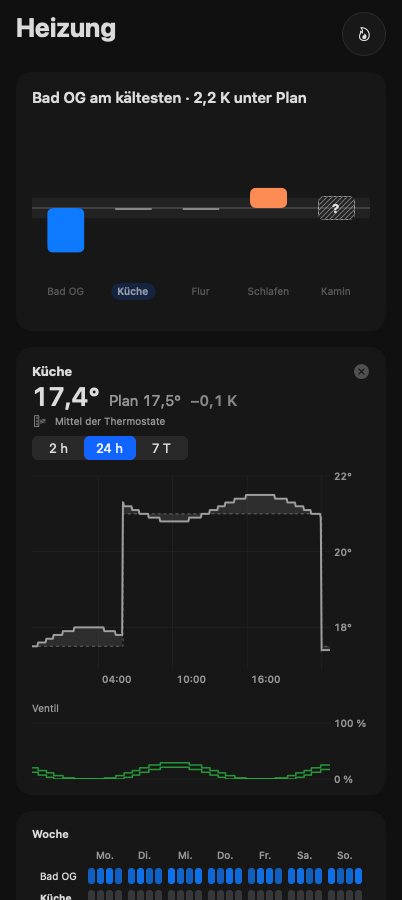 Heizung
Bad OG am kältesten · 2,2 K unter Plan
?
Bad OG Küche Flur Schlafen Kamin
Küche
17,4° Plan 17,5° −0,1 K
Mittel der Thermostate
2 h 24 h 7 T
22°
20°
18°
04:00 10:00 16:00
Ventil
100 %
0 %
Woche
Mo. Di. Mi. Do. Fr. Sa. So.
Bad OG
Küche